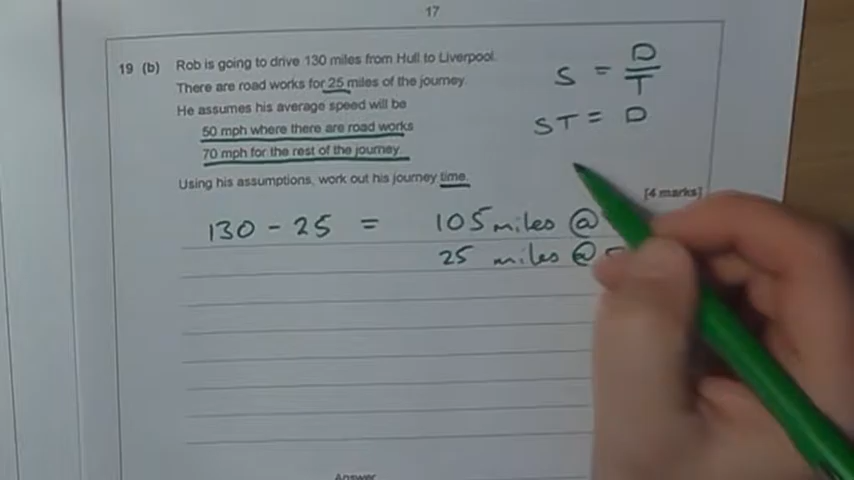 17
19 (b) Rob is going to drive 130 miles from Hull to Liverpool.
There are road works for 25 miles of the journey.
He assumes his average speed will be
50 mph where there are road works
70 mph for the rest of the journey.
Using his assumptions, work out his journey time.
[4 marks]
S = D/T
ST = D
130 - 25 = 105 miles @
25 miles @
Answer